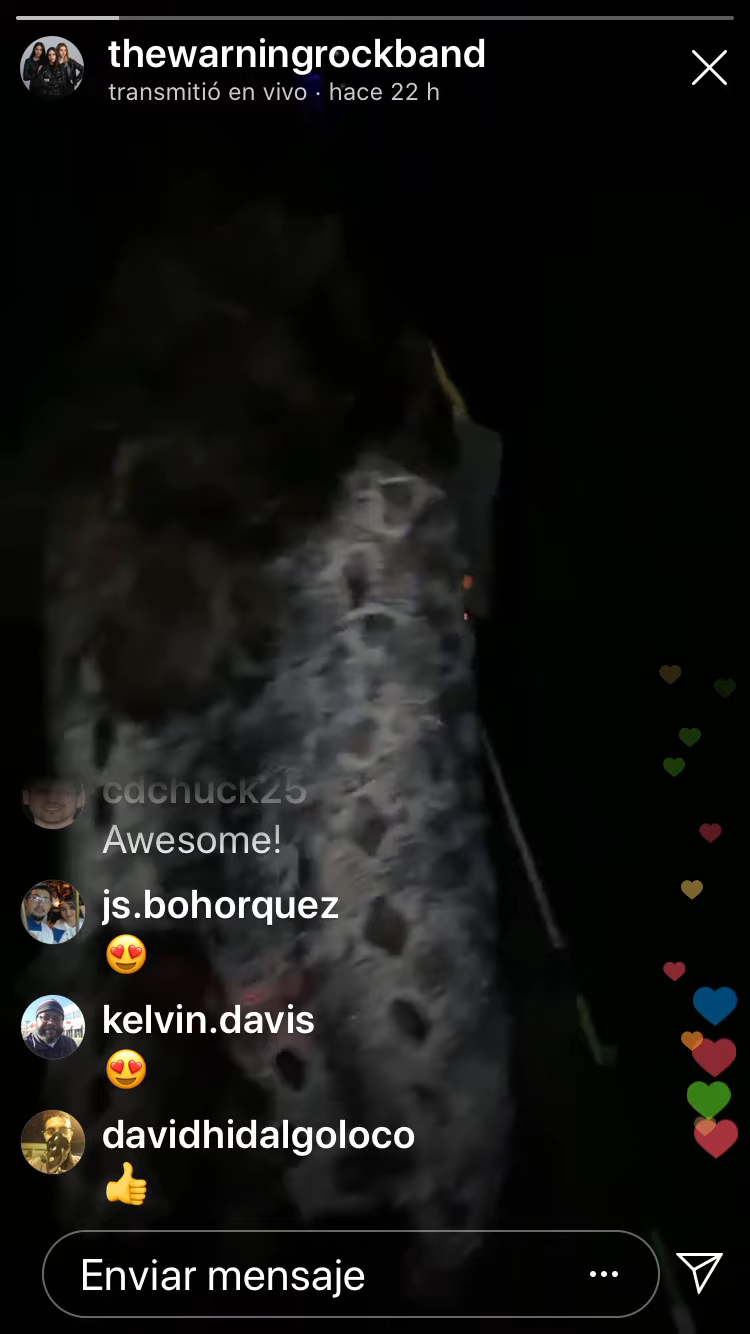 thewarningrockband
transmitió en vivo · hace 22 h
cdchuck25
Awesome!
js.bohorquez
😍
kelvin.davis
😍
davidhidalgoloco
👍
Enviar mensaje